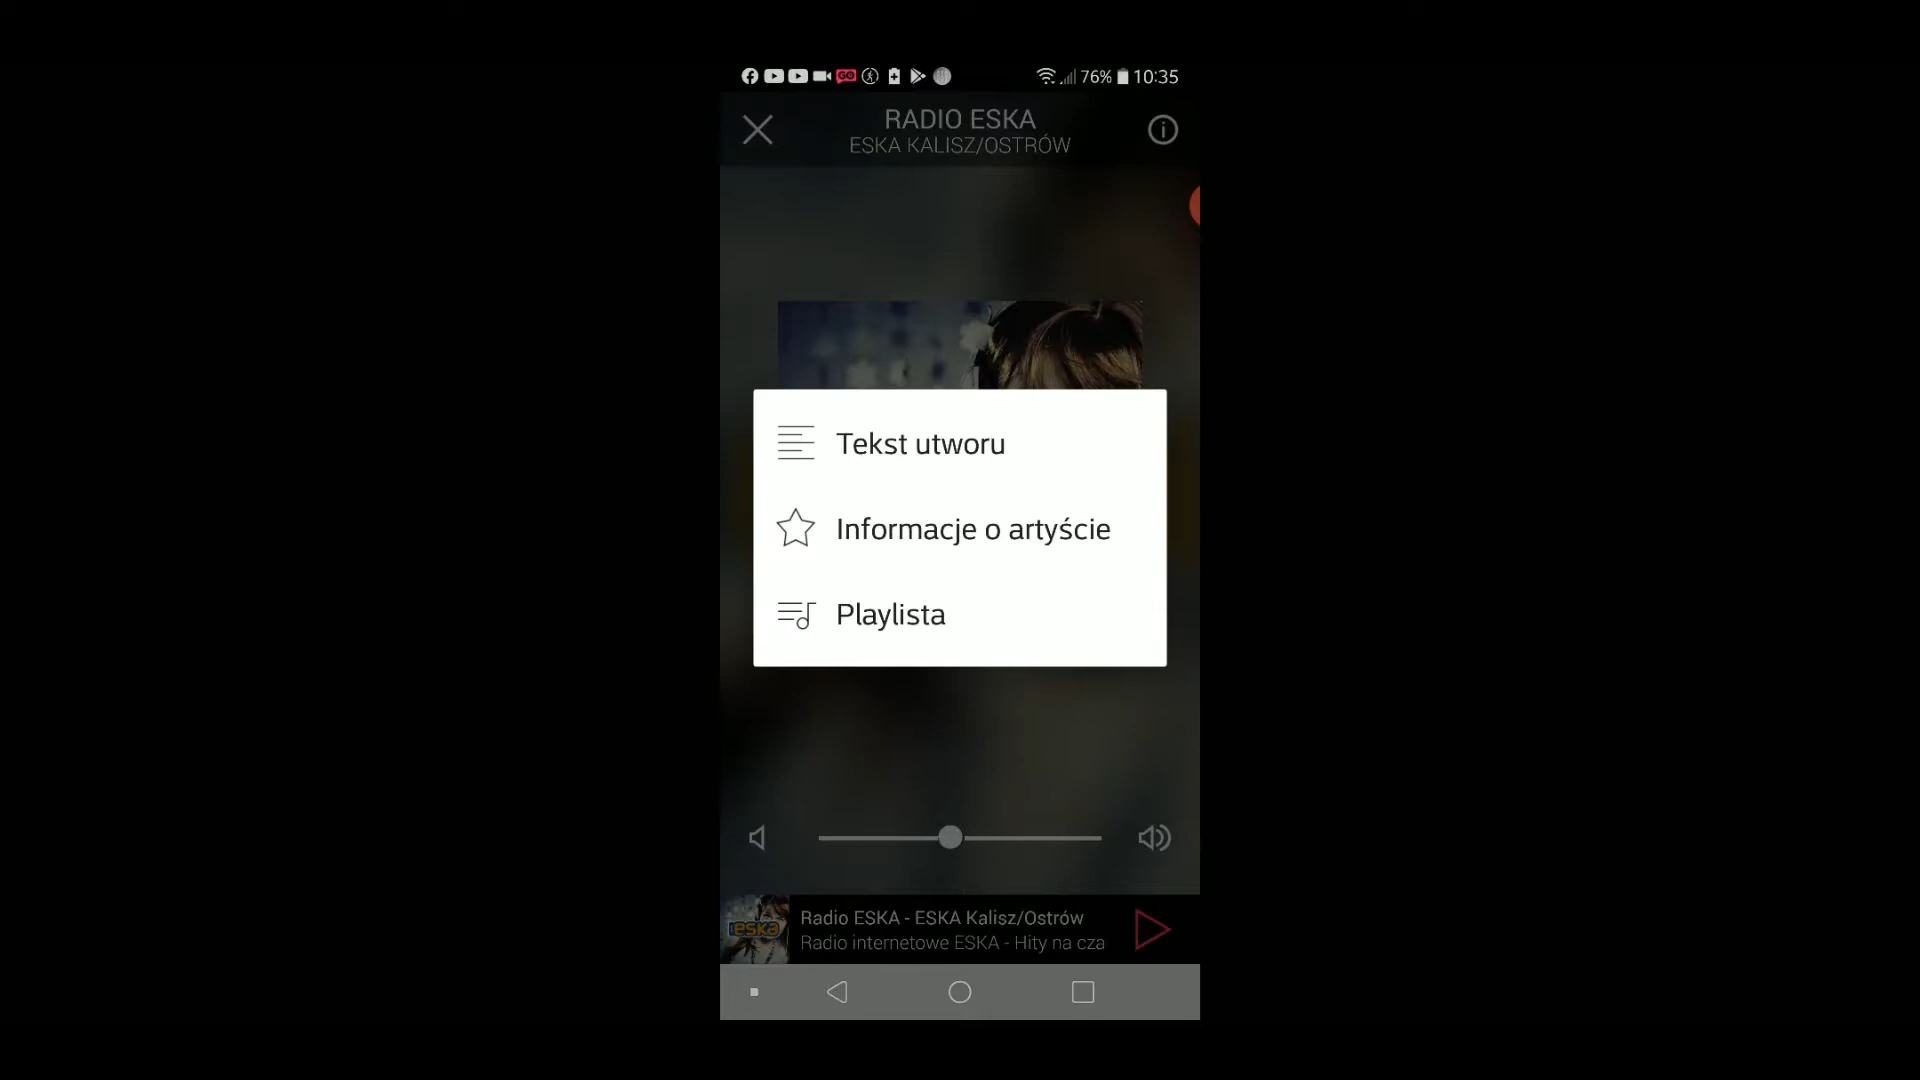 GO 76% 10:35
RADIO ESKA
ESKA KALISZ/OSTRÓW
Tekst utworu
Informacje o artyście
Playlista
Radio ESKA - ESKA Kalisz/Ostrów
eska
Radio internetowe ESKA - Hity na cza